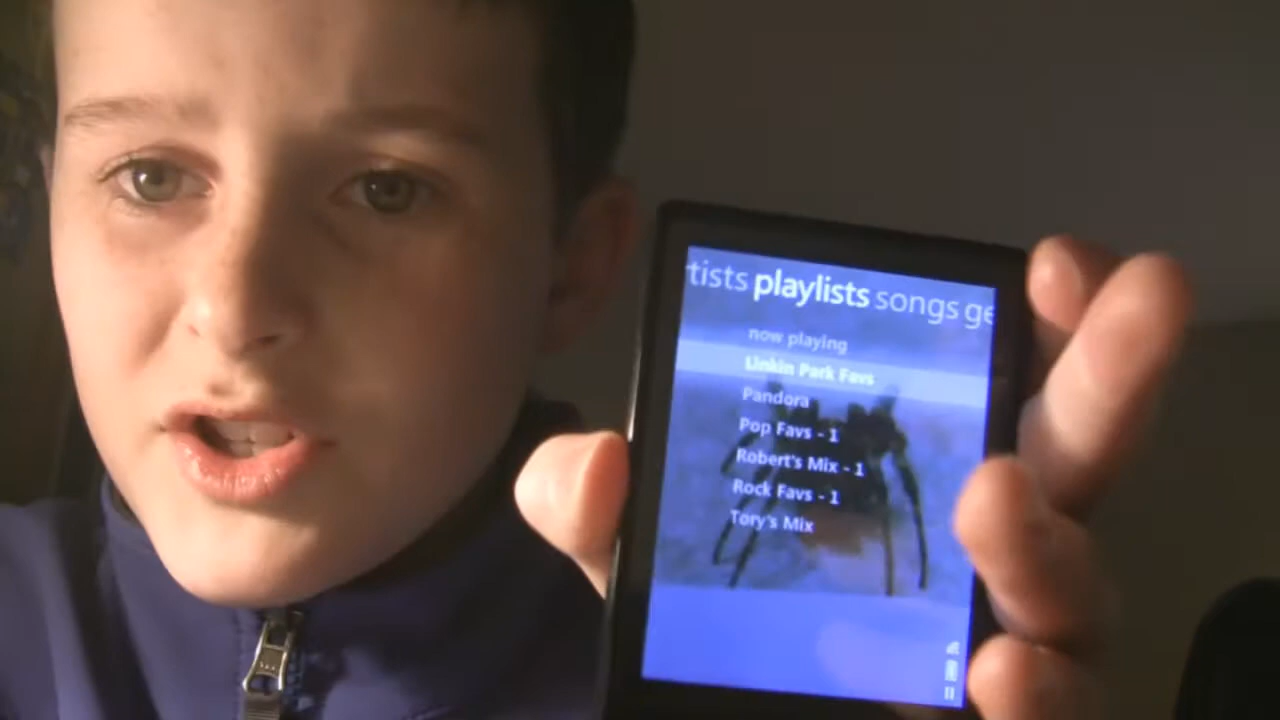 tists playlists songs ge
now playing
Linkin Park Favs
Pandora
Pop Favs - 1
Robert's Mix - 1
Rock Favs - 1
Tory's Mix